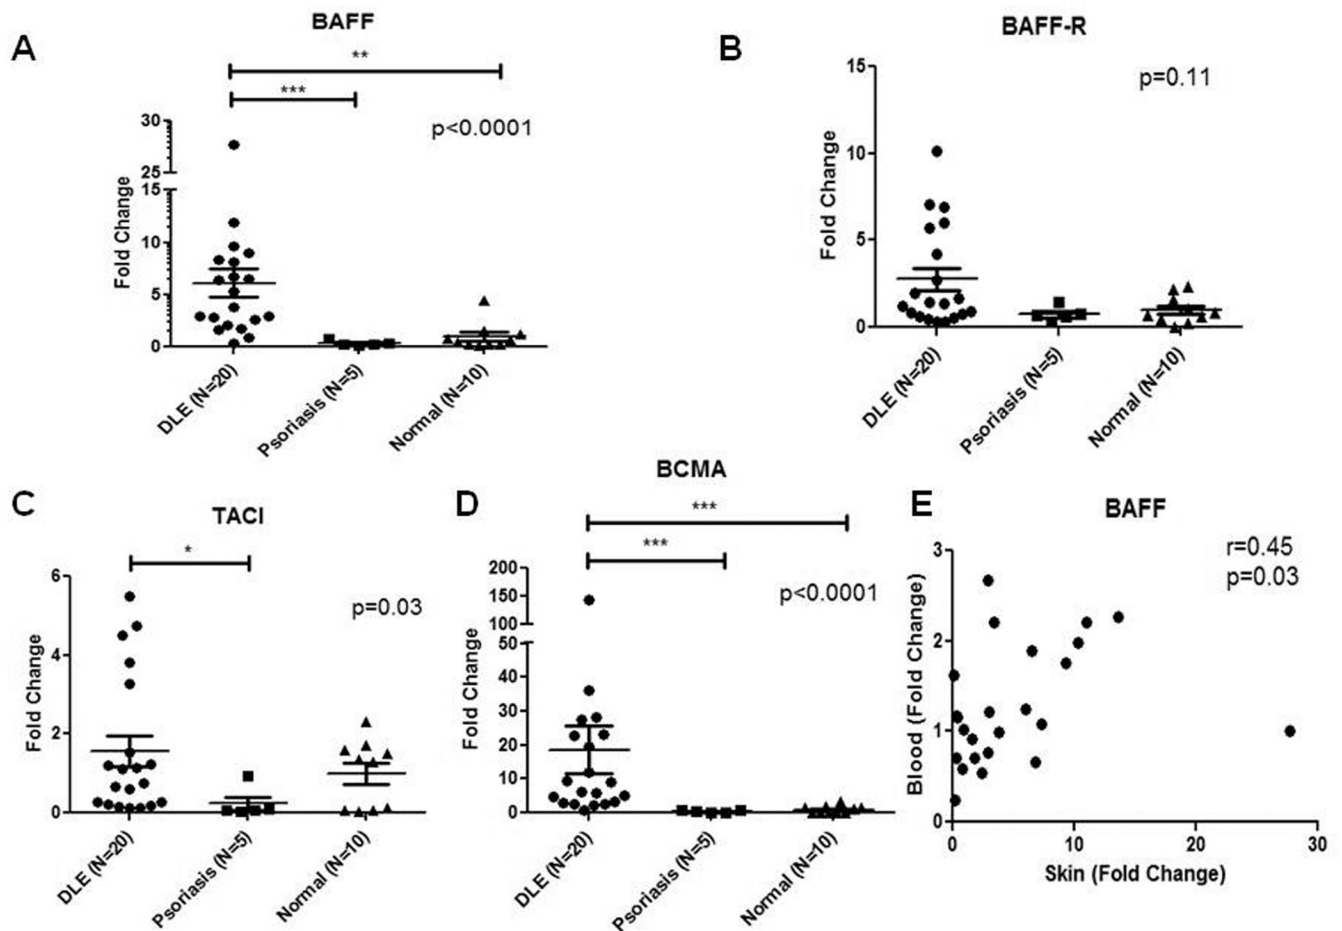 A
BAFF
**
***
p<0.0001
Fold Change
30
25
15
10
5
0
DLE (N=20)
Psoriasis (N=5)
Normal (N=10)
B
BAFF-R
p=0.11
Fold Change
15
10
5
0
DLE (N=20)
Psoriasis (N=5)
Normal (N=10)
C
TACI
*
p=0.03
Fold Change
6
4
2
0
DLE (N=20)
Psoriasis (N=5)
Normal (N=10)
D
BCMA
***
***
p<0.0001
Fold Change
200
150
100
50
40
30
20
10
0
DLE (N=20)
Psoriasis (N=5)
Normal (N=10)
E
BAFF
r=0.45
p=0.03
Blood (Fold Change)
3
2
1
0
0 10 20 30
Skin (Fold Change)